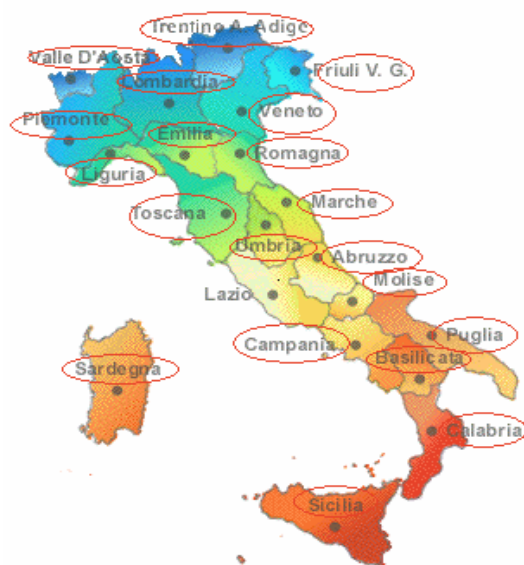 Trentino A. Adige
Valle D'Aosta
Lombardia
Friuli V. G.
Piemonte
Veneto
Emilia
Romagna
Liguria
Toscana
Marche
Umbria
Abruzzo
Molise
Lazio
Campania
Puglia
Basilicata
Sardegna
Calabria
Sicilia